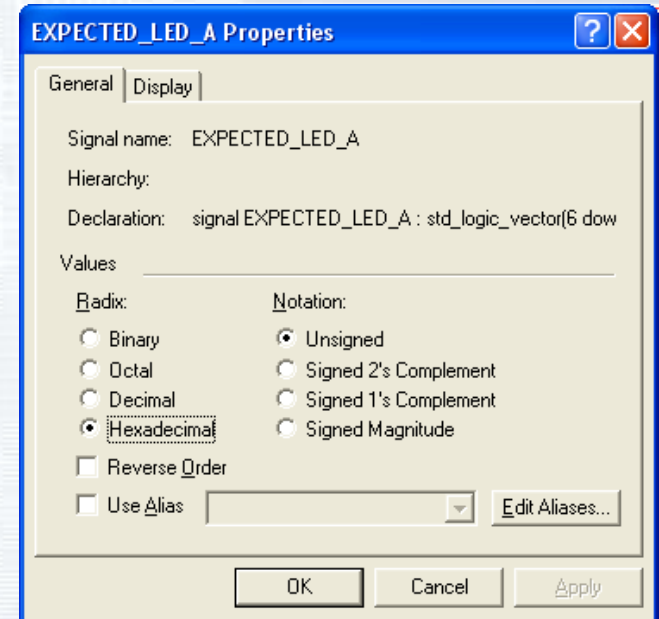 EXPECTED_LED_A Properties
General Display
Signal name: EXPECTED_LED_A
Hierarchy:
Declaration: signal EXPECTED_LED_A : std_logic_vector(6 dow
Values
Radix: Notation:
Binary Unsigned
Octal Signed 2's Complement
Decimal Signed 1's Complement
Hexadecimal Signed Magnitude
Reverse Order
Use Alias Edit Aliases...
OK Cancel Apply